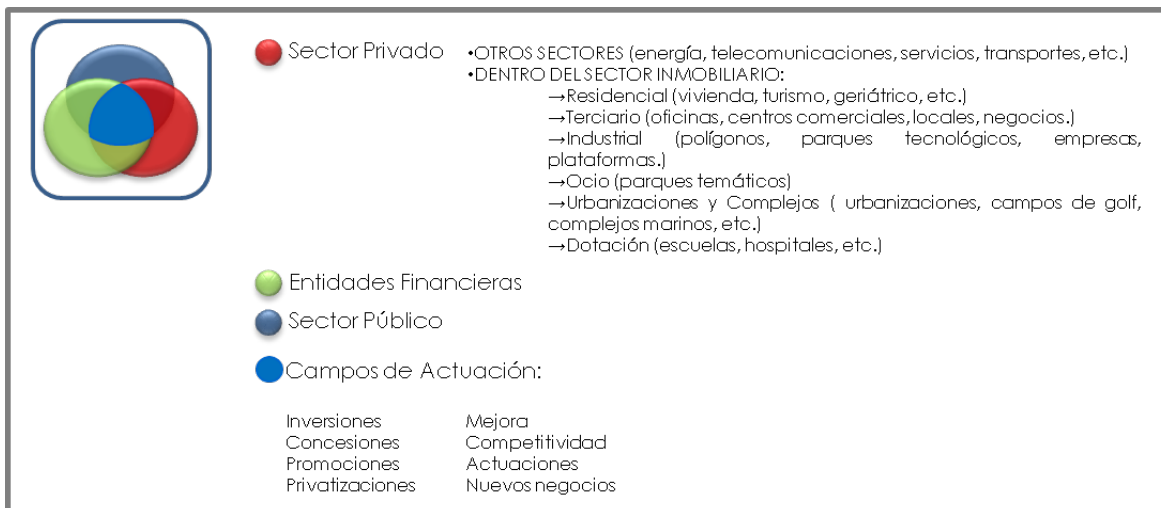 Sector Privado
•OTROS SECTORES (energía, telecomunicaciones, servicios, transportes, etc.)
•DENTRO DEL SECTOR INMOBILIARIO:
→Residencial (vivienda, turismo, geriátrico, etc.)
→Terciario (oficinas, centros comerciales, locales, negocios.)
→Industrial (polígonos, parques tecnológicos, empresas,
plataformas.)
→Ocio (parques temáticos)
→Urbanizaciones y Complejos ( urbanizaciones, campos de golf,
complejos marinos, etc.)
→Dotación (escuelas, hospitales, etc.)
Entidades Financieras
Sector Público
Campos de Actuación:
Inversiones Mejora
Concesiones Competitividad
Promociones Actuaciones
Privatizaciones Nuevos negocios